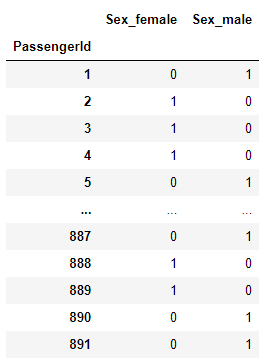 Sex_female Sex_male
PassengerId
1 0 1
2 1 0
3 1 0
4 1 0
5 0 1
... ... ...
887 0 1
888 1 0
889 1 0
890 0 1
891 0 1